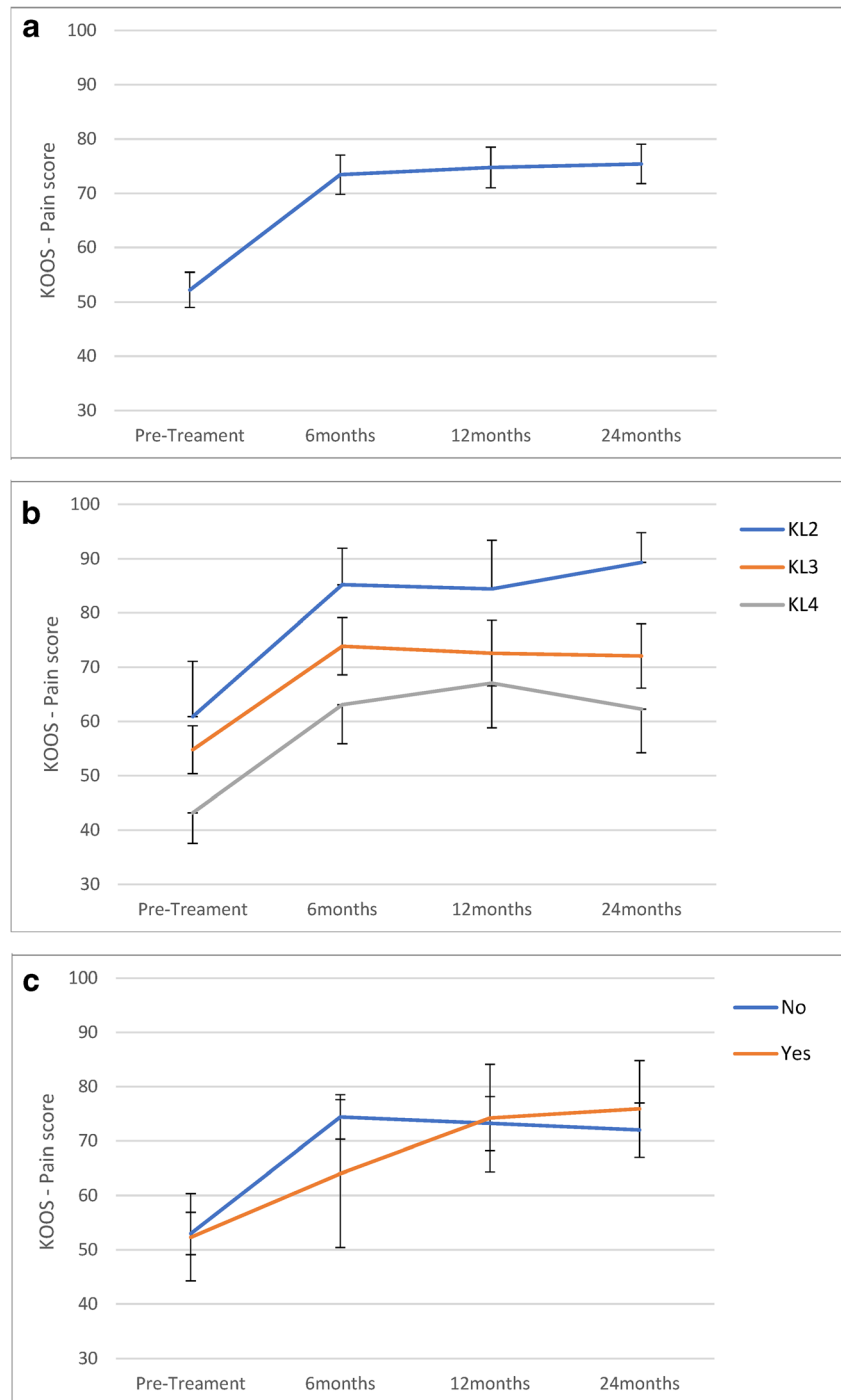 a
100
90
80
70
60
50
40
30
KOOS - Pain score
Pre-Treament 6months 12months 24months
b
100
90
80
70
60
50
40
30
KOOS - Pain score
Pre-Treament 6months 12months 24months
KL2
KL3
KL4
c
100
90
80
70
60
50
40
30
KOOS - Pain score
Pre-Treament 6months 12months 24months
No
Yes